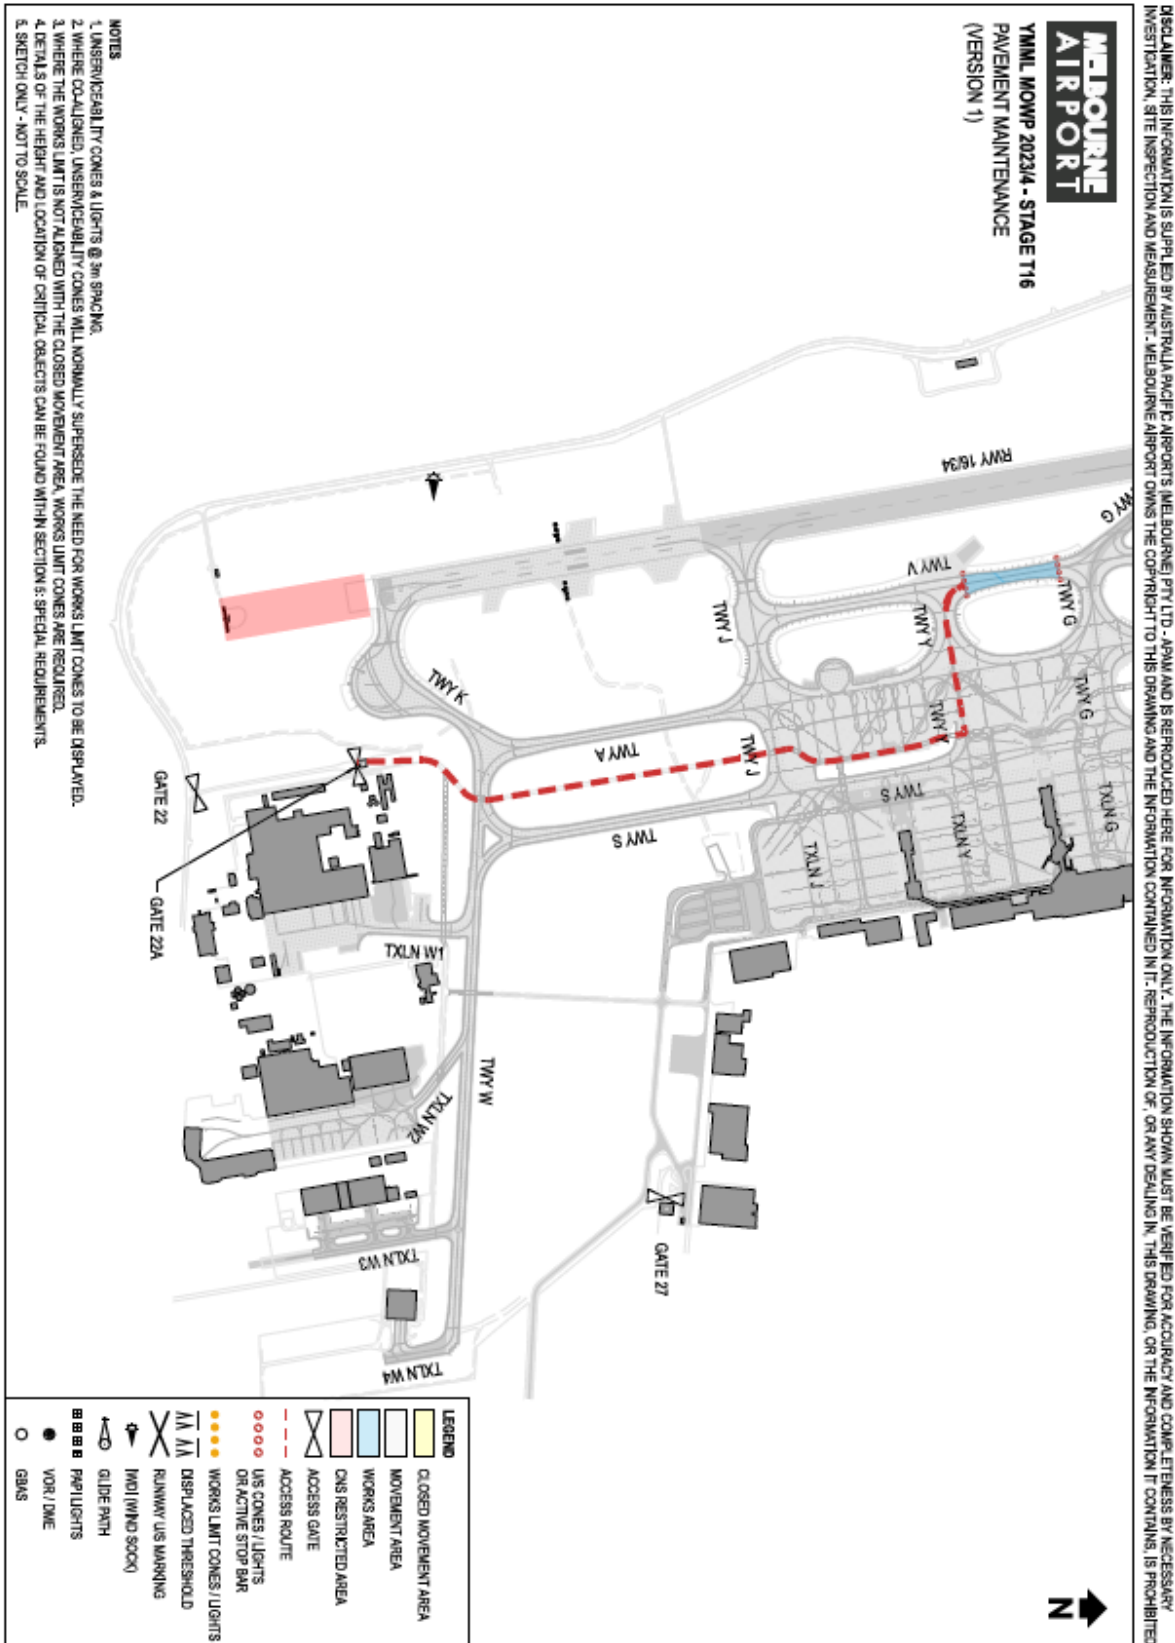 DISCLAIMER: THIS INFORMATION IS SUPPLIED BY AUSTRALIA PACIFIC AIRPORTS (MELBOURNE) PTY. LTD - APAM AND IS REPRODUCED HERE FOR INFORMATION ONLY. THE INFORMATION SHOWN MUST BE VERIFIED FOR ACCURACY AND COMPLETENESS BY NECESSARY
INVESTIGATION, SITE INSPECTION AND MEASUREMENT. MELBOURNE AIRPORT OWNS THE COPYRIGHT TO THIS DRAWING AND THE INFORMATION CONTAINED IN IT. REPRODUCTION OF, OR ANY DEALING IN, THIS DRAWING, OR THE INFORMATION IT CONTAINS, IS PROHIBITED
MELBOURNE
AIRPORT
YMML MOWP 2023/4 - STAGE T16
PAVEMENT MAINTENANCE
(VERSION 1)
N
RWY 16/34
TWY G
TWY V
TWY G
TWY G
TXLN G
TWY Y
TWY Y
TXLN Y
TWY J
TWY J
TXLN J
TWY S
TWY A
TWY S
TWY K
TWY W
TXLN W1
TXLN W2
TXLN W3
TXLN W4
GATE 22
GATE 22A
GATE 27
NOTES
1. UNSERVICEABILITY CONES & LIGHTS @ 3m SPACING.
2. WHERE CO-ALIGNED, UNSERVICEABILITY CONES WILL NORMALLY SUPERSEDE THE NEED FOR WORKS LIMIT CONES TO BE DISPLAYED.
3. WHERE THE WORKS LIMIT IS NOT ALIGNED WITH THE CLOSED MOVEMENT AREA, WORKS LIMIT CONES ARE REQUIRED.
4. DETAILS OF THE HEIGHT AND LOCATION OF CRITICAL OBJECTS CAN BE FOUND WITHIN SECTION 5: SPECIAL REQUIREMENTS.
5. SKETCH ONLY - NOT TO SCALE.
LEGEND
CLOSED MOVEMENT AREA
MOVEMENT AREA
WORKS AREA
CNS RESTRICTED AREA
ACCESS GATE
ACCESS ROUTE
U/S CONES / LIGHTS
OR ACTIVE STOP BAR
WORKS LIMIT CONES / LIGHTS
DISPLACED THRESHOLD
RUNWAY U/S MARKING
IWDI (WIND SOCK)
GLIDE PATH
PAPI LIGHTS
VOR / DME
GBAS